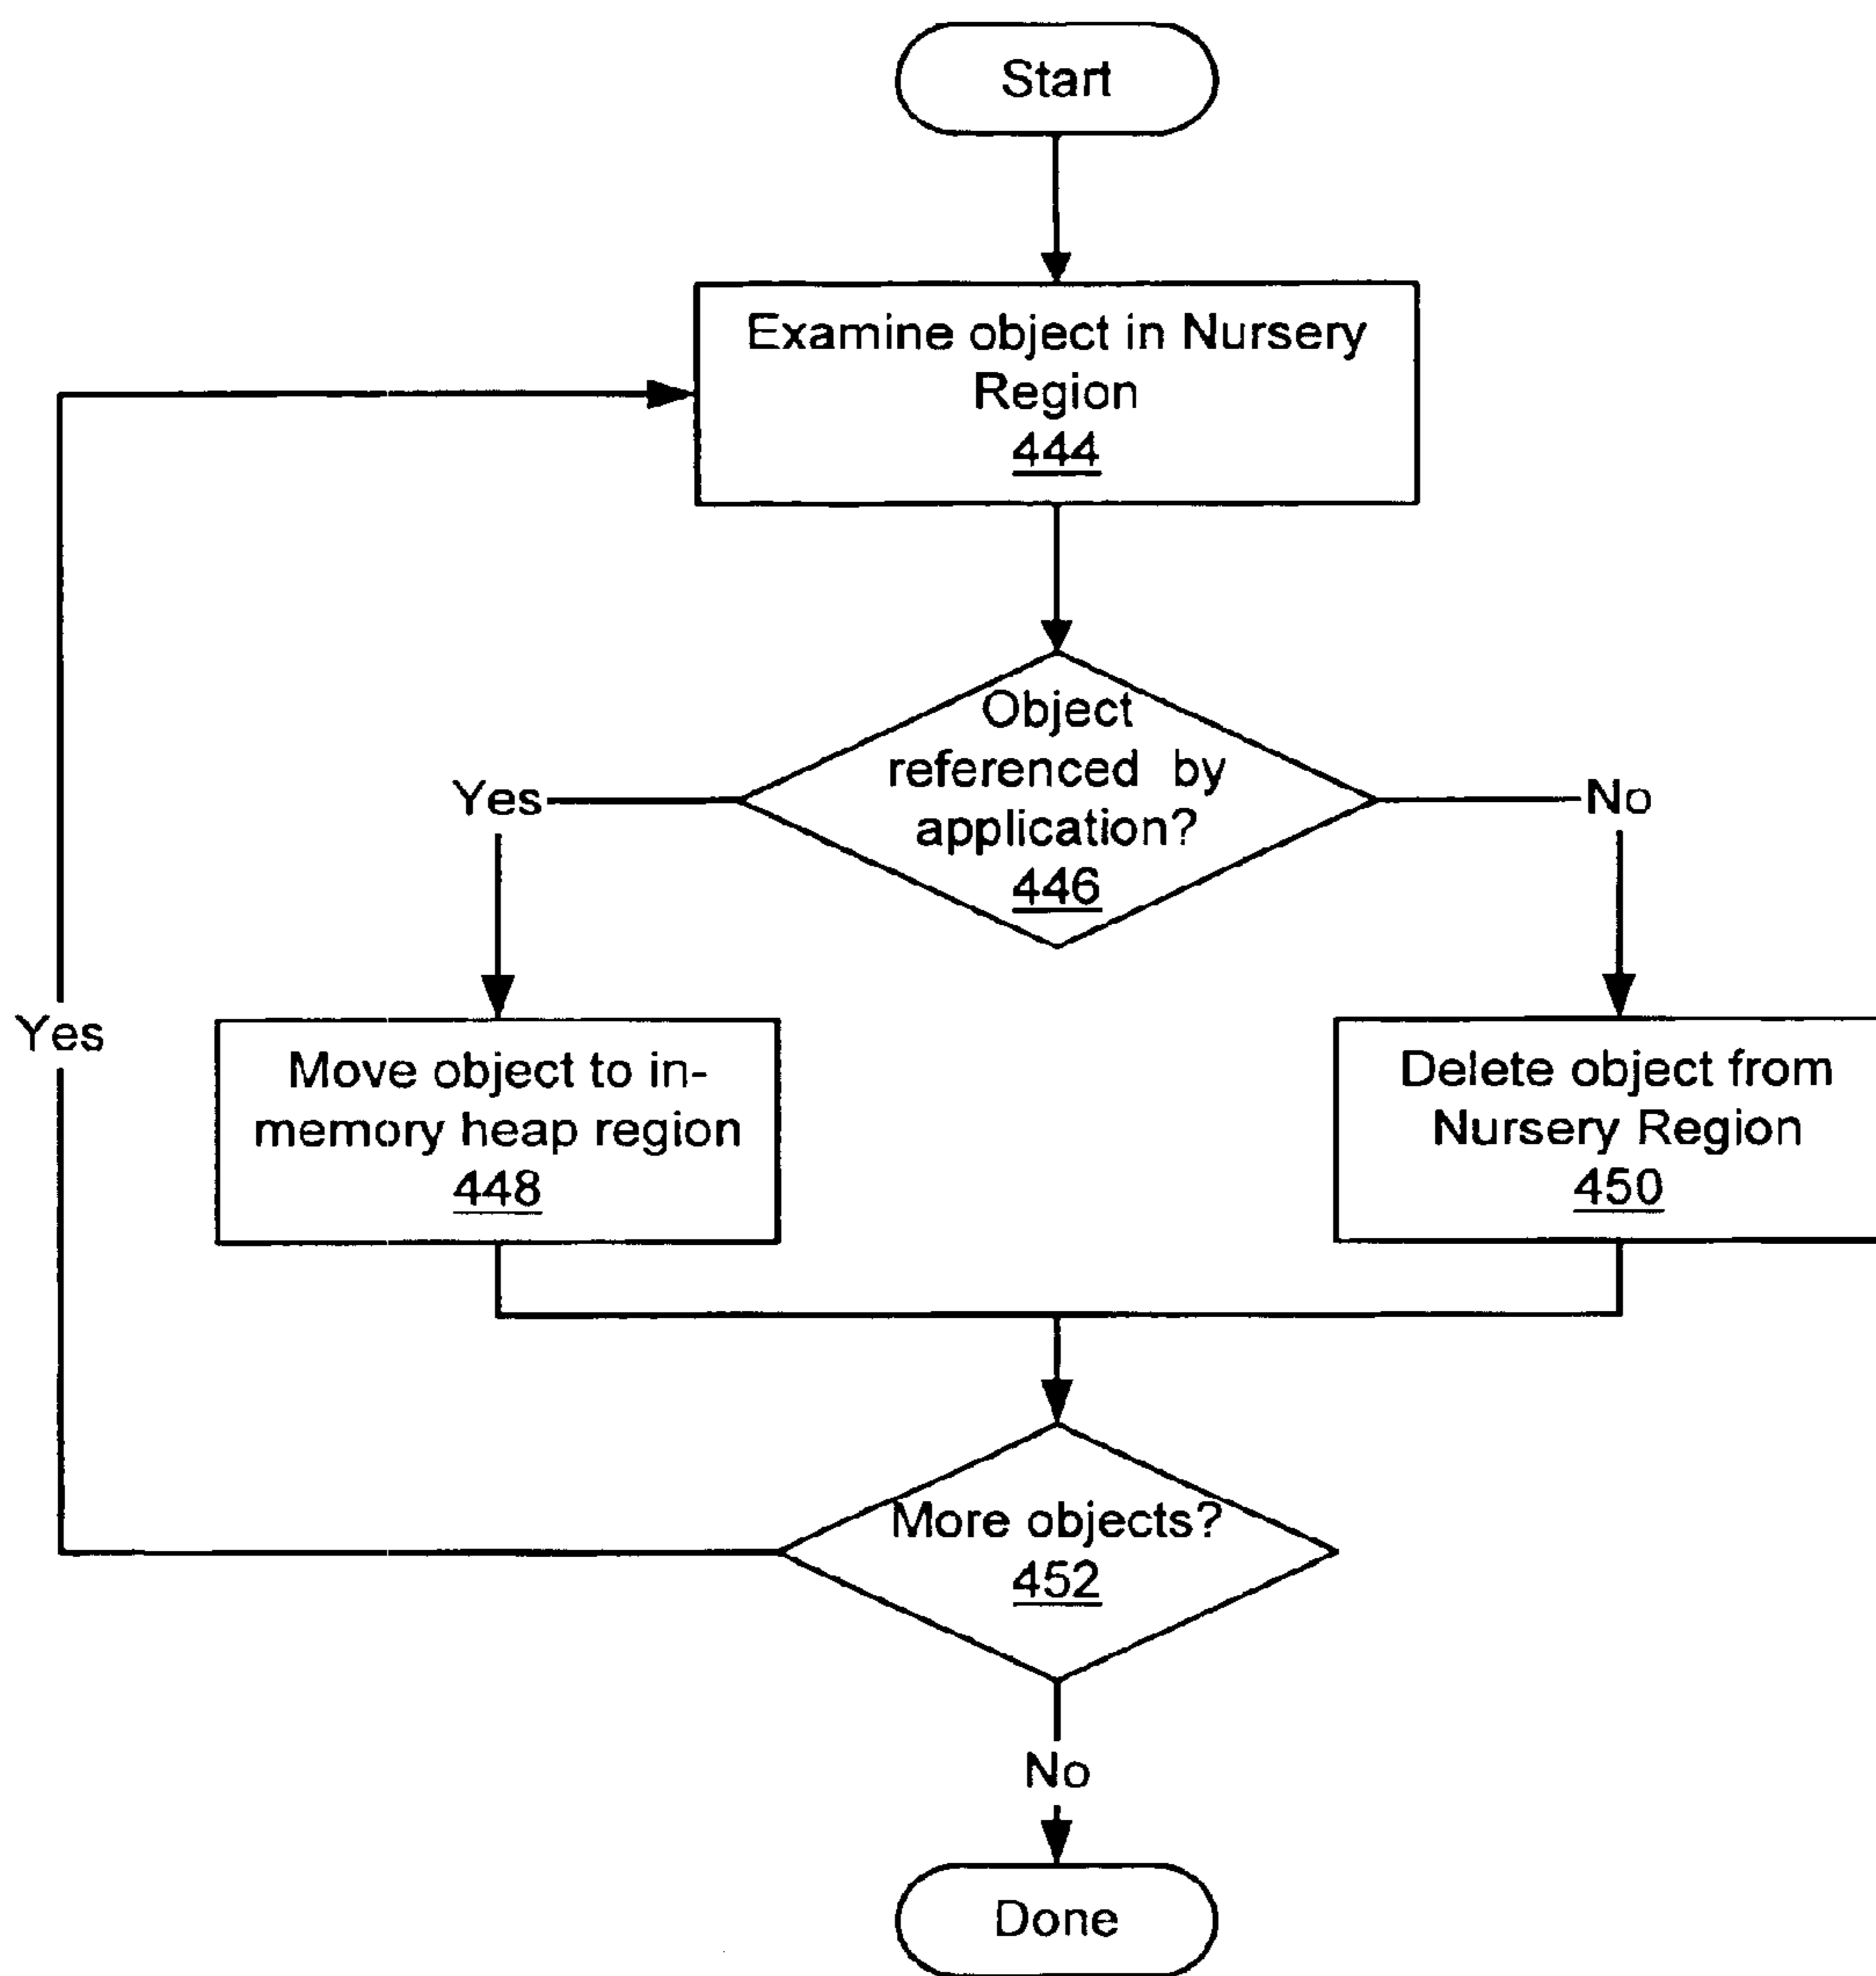 Start
Examine object in Nursery
Region
444
Object
referenced by
application?
446
Yes
No
Yes
Move object to in-
memory heap region
448
Delete object from
Nursery Region
450
More objects?
452
No
Done